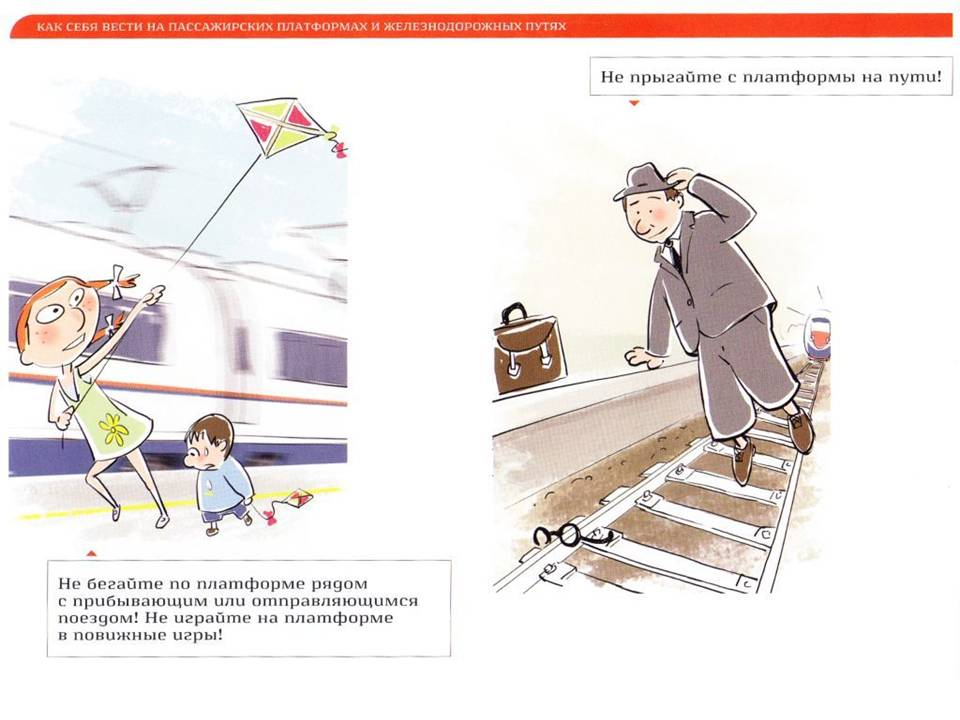 КАК СЕБЯ ВЕСТИ НА ПАССАЖИРСКИХ ПЛАТФОРМАХ И ЖЕЛЕЗНОДОРОЖНЫХ ПУТЯХ
Не прыгайте с платформы на пути!
Не бегайте по платформе рядом
с прибывающим или отправляющимся
поездом! Не играйте на платформе
в повижные игры!